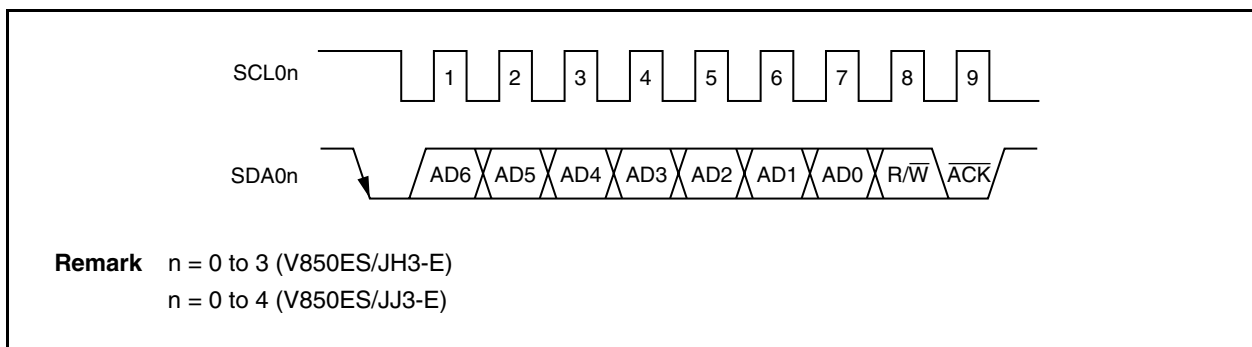 SCL0n 1 2 3 4 5 6 7 8 9
SDA0n AD6 AD5 AD4 AD3 AD2 AD1 AD0 R/W̅ A̅C̅K̅
Remark n = 0 to 3 (V850ES/JH3-E)
n = 0 to 4 (V850ES/JJ3-E)